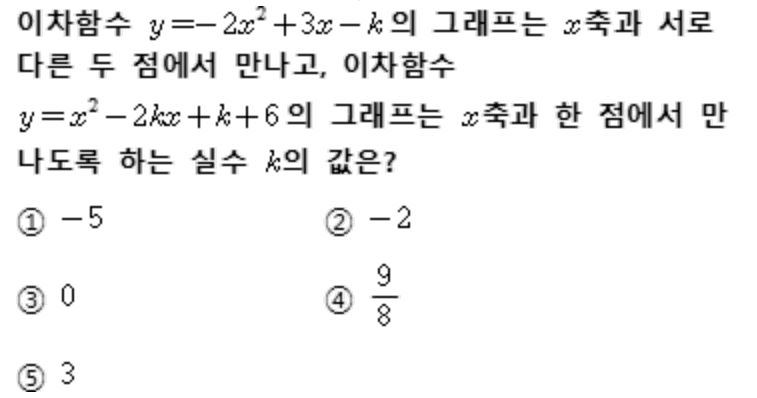 이차함수 y=-2x²+3x-k의 그래프는 x축과 서로
다른 두 점에서 만나고, 이차함수
y=x²-2kx+k+6의 그래프는 x축과 한 점에서 만
나도록 하는 실수 k의 값은?
① -5 ② -2
③ 0 ④ 9/8
⑤ 3